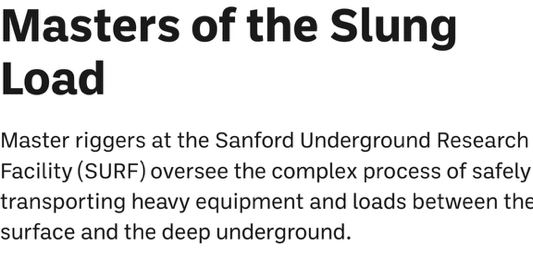 Masters of the Slung
Load
Master riggers at the Sanford Underground Research
Facility (SURF) oversee the complex process of safely
transporting heavy equipment and loads between the
surface and the deep underground.